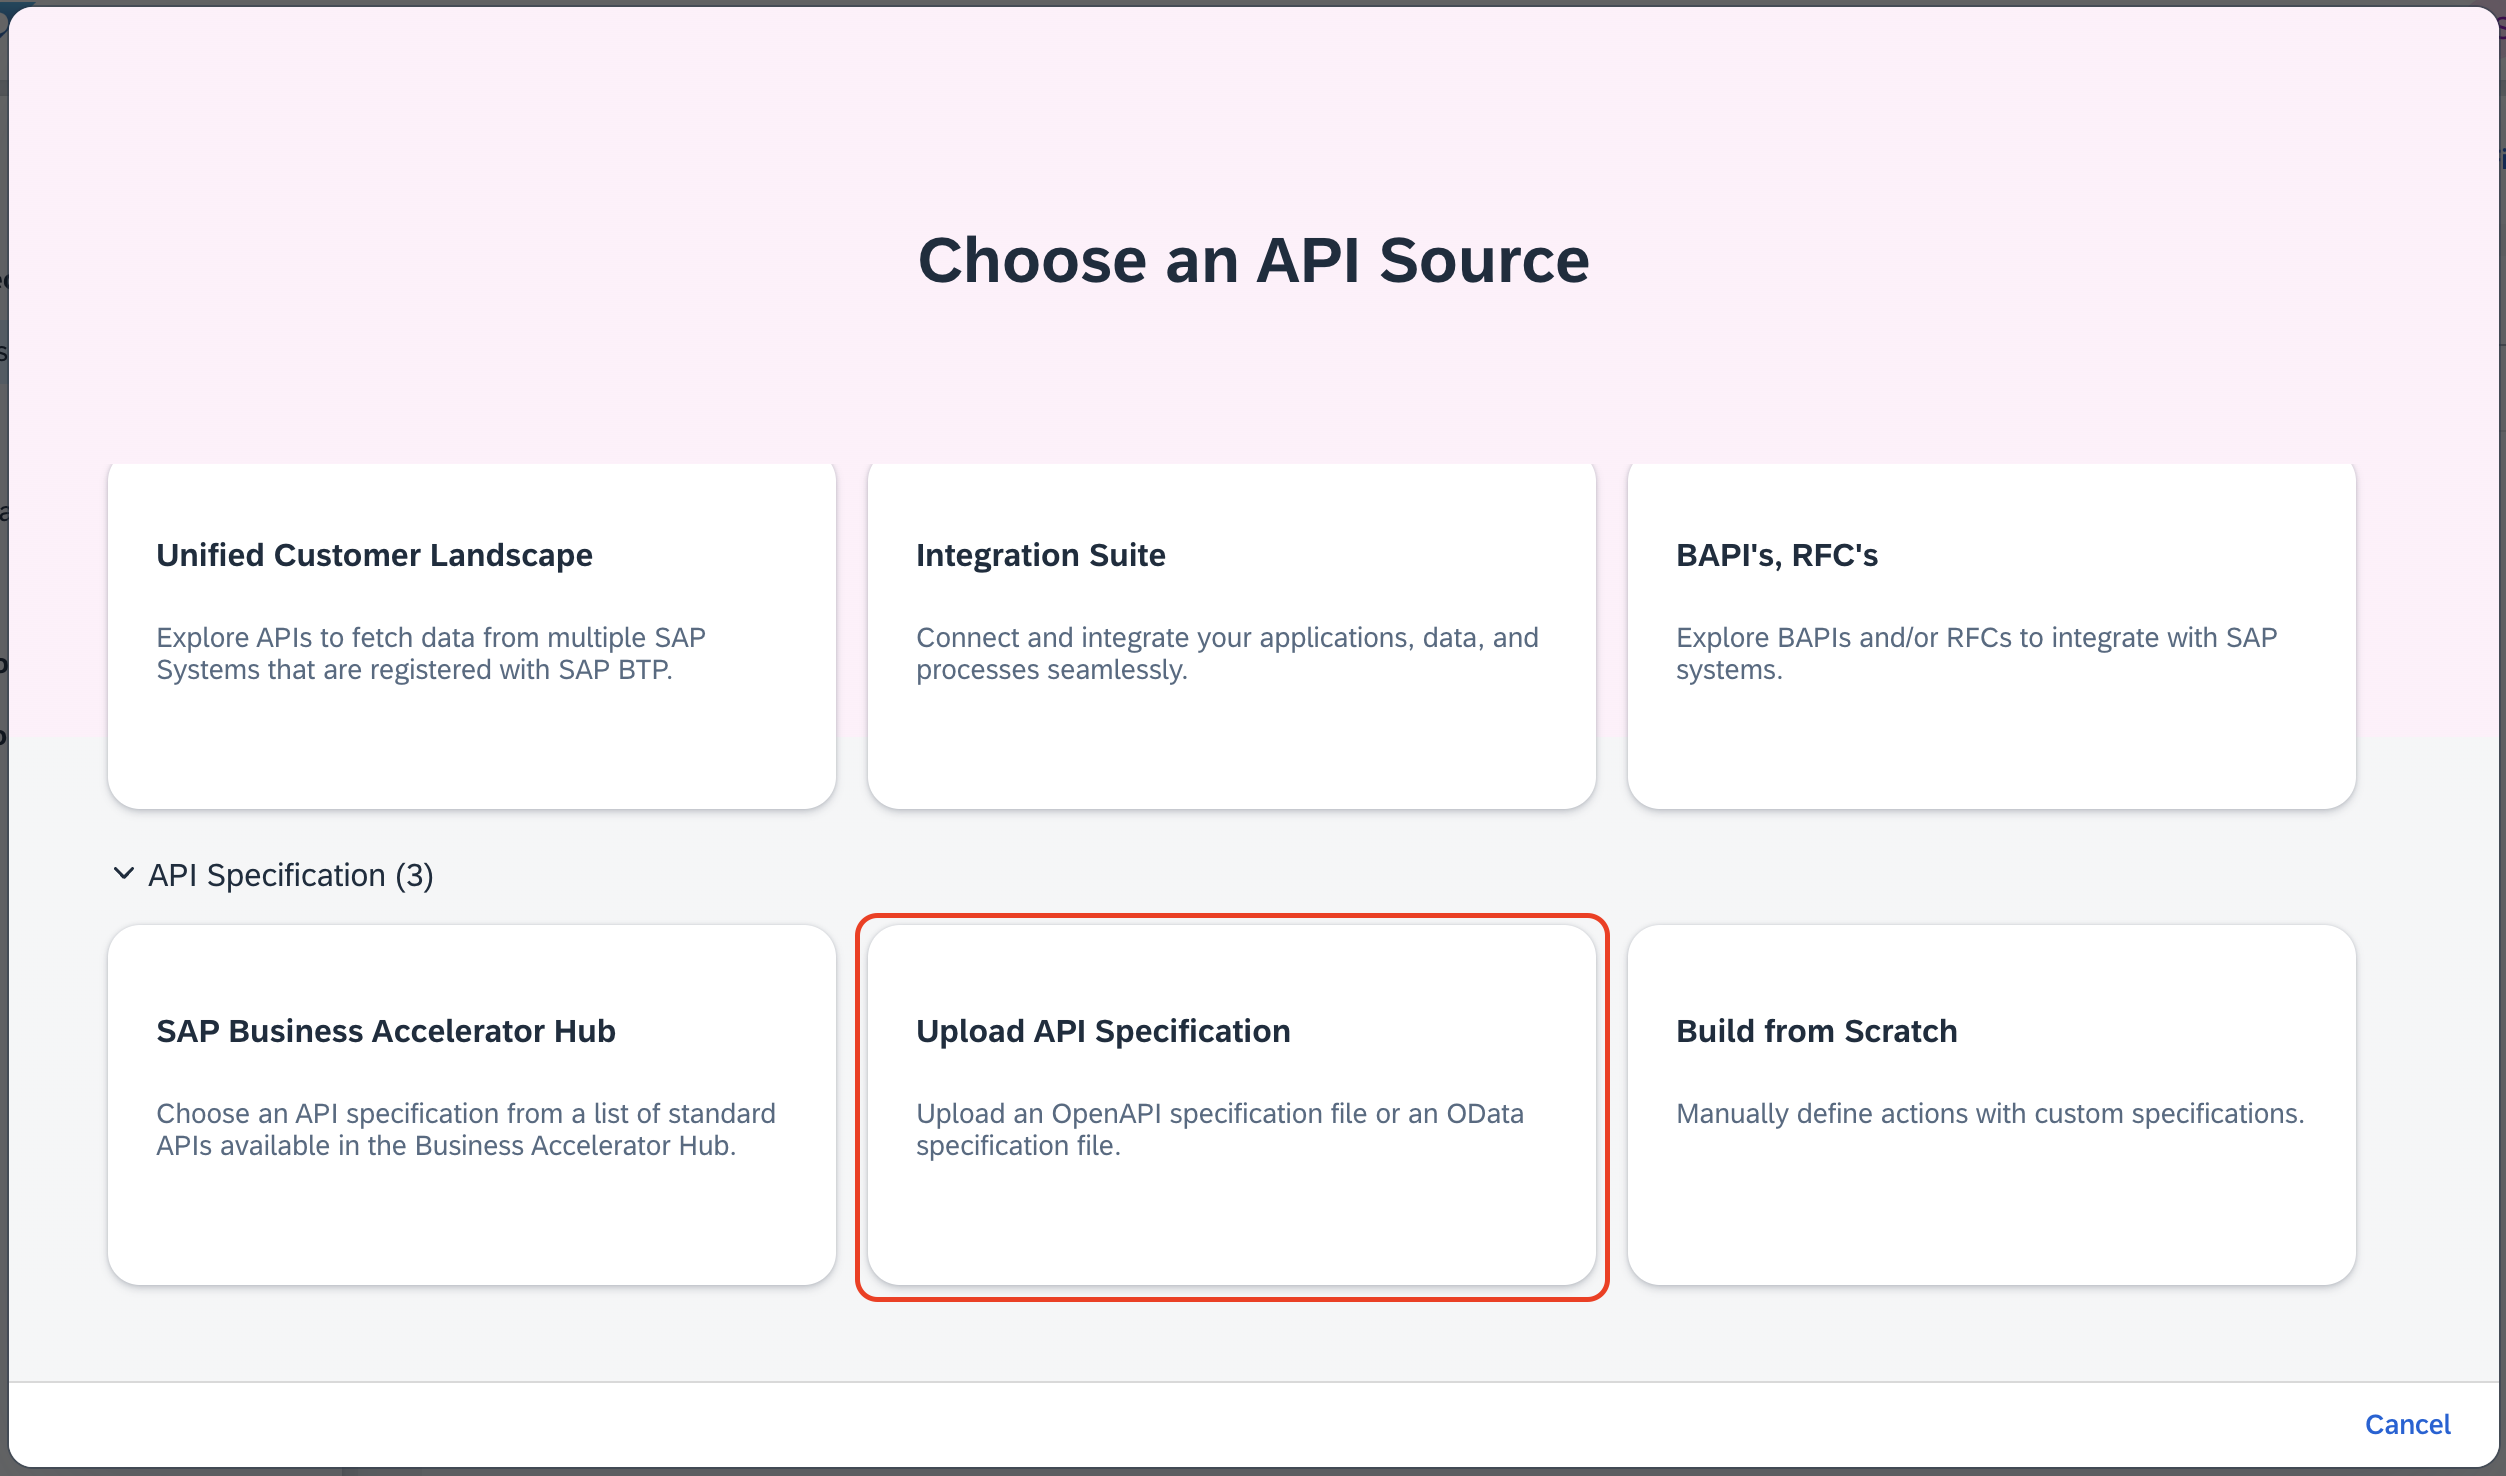 Choose an API Source
Unified Customer Landscape
Explore APIs to fetch data from multiple SAP
Systems that are registered with SAP BTP.
Integration Suite
Connect and integrate your applications, data, and
processes seamlessly.
BAPI's, RFC's
Explore BAPIs and/or RFCs to integrate with SAP
systems.
API Specification (3)
SAP Business Accelerator Hub
Choose an API specification from a list of standard
APIs available in the Business Accelerator Hub.
Upload API Specification
Upload an OpenAPI specification file or an OData
specification file.
Build from Scratch
Manually define actions with custom specifications.
Cancel